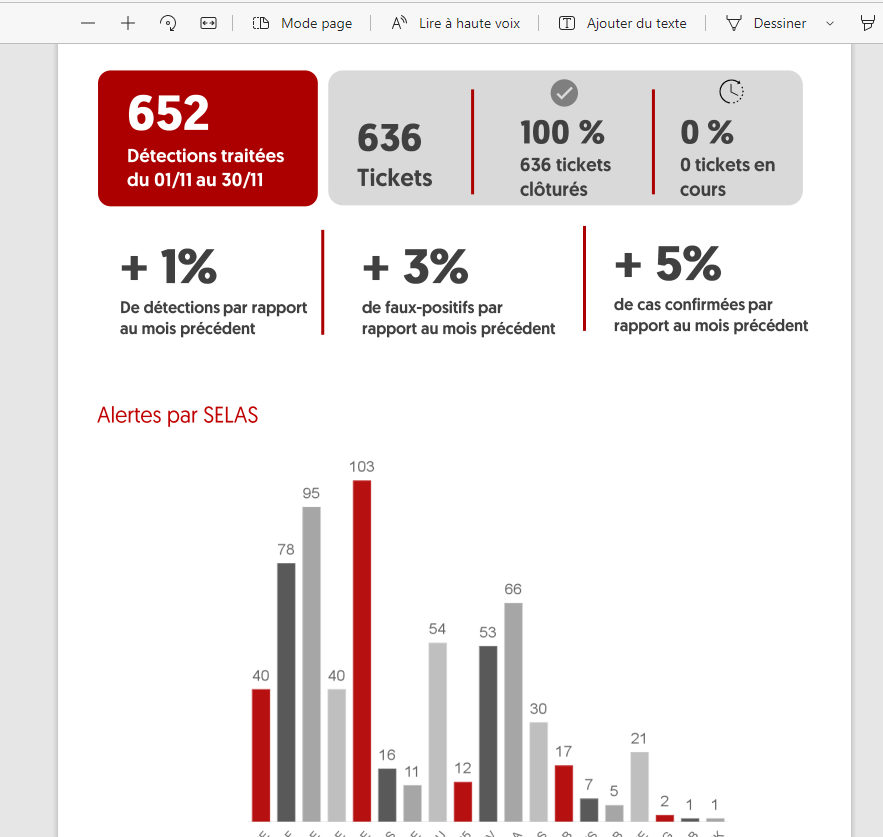 Mode page
Lire à haute voix
Ajouter du texte
Dessiner
652
Détections traitées
du 01/11 au 30/11
636
Tickets
100 %
636 tickets
clôturés
0 %
0 tickets en
cours
+ 1%
De détections par rapport
au mois précédent
+ 3%
de faux-positifs par
rapport au mois précédent
+ 5%
de cas confirmées par
rapport au mois précédent
Alertes par SELAS
40
78
95
40
103
16
11
54
12
53
66
30
17
7
5
21
2
1
1